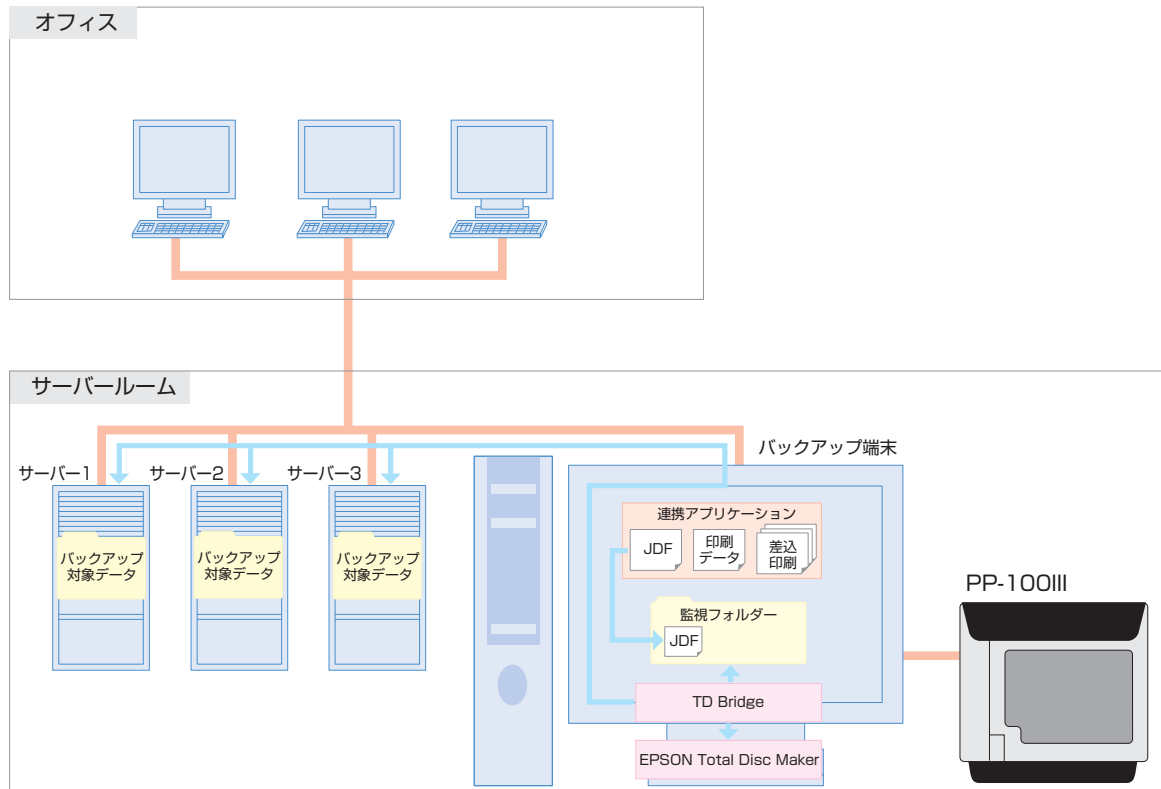 オフィス
サーバールーム
バックアップ端末
サーバー1
サーバー2
サーバー3
バックアップ
対象データ
バックアップ
対象データ
バックアップ
対象データ
連携アプリケーション
JDF
印刷
データ
差込
印刷
監視フォルダー
JDF
TD Bridge
EPSON Total Disc Maker
PP-100III